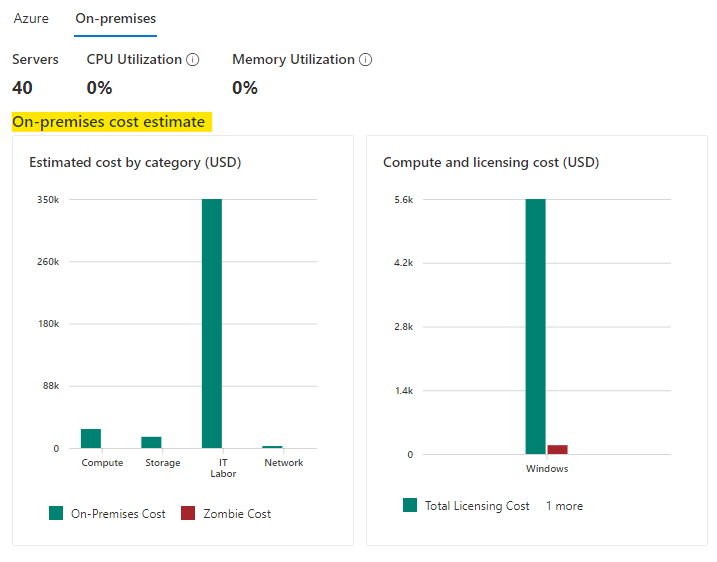 Azure On-premises
Servers CPU Utilization Memory Utilization
40 0% 0%
On-premises cost estimate
Estimated cost by category (USD)
350k
260k
180k
88k
0
Compute Storage IT Labor Network
On-Premises Cost Zombie Cost
Compute and licensing cost (USD)
5.6k
4.2k
2.8k
1.4k
0
Windows
Total Licensing Cost 1 more